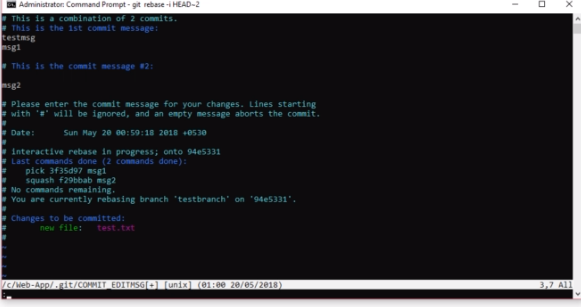 Administrator: Command Prompt - git rebase -i HEAD~2
# This is a combination of 2 commits.
# This is the 1st commit message:
testmsg
msg1
# This is the commit message #2:
msg2
# Please enter the commit message for your changes. Lines starting
# with '#' will be ignored, and an empty message aborts the commit.
#
# Date:      Sun May 20 00:59:18 2018 +0530
#
# interactive rebase in progress; onto 94e5331
# Last commands done (2 commands done):
#    pick 3f35d97 msg1
#    squash f29bbab msg2
# No commands remaining.
# You are currently rebasing branch 'testbranch' on '94e5331'.
#
# Changes to be committed:
#       new file:   test.txt
#
~
~
~
/c/Web-App/.git/COMMIT_EDITMSG[+] [unix] (01:00 20/05/2018) 3,7 All
: